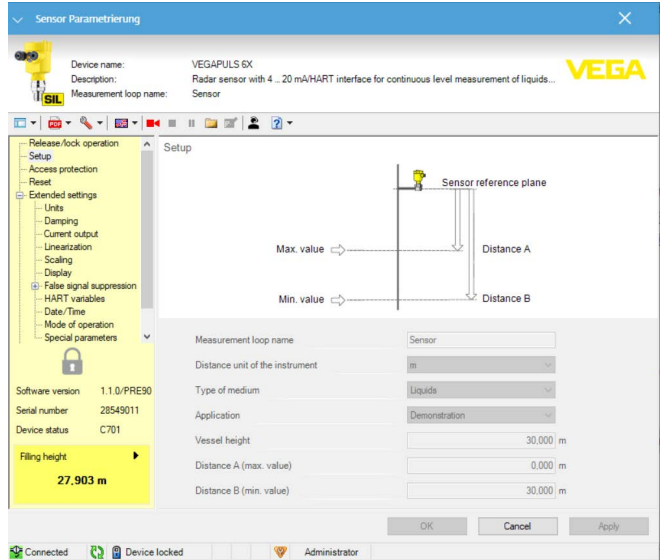 Sensor Parametrierung
Device name: VEGAPULS 6X
Description: Radar sensor with 4 .. 20 mA/HART interface for continuous level measurement of liquids...
Measurement loop name: Sensor
SIL
VEGA
PDF
Release/lock operation
Setup
Access protection
Reset
Extended settings
Units
Damping
Current output
Linearization
Scaling
Display
False signal suppression
HART variables
Date/Time
Mode of operation
Special parameters
Software version 1.1.0/PRE90
Serial number 28549011
Device status C701
Filling height
27,903 m
Setup
Sensor reference plane
Max. value
Distance A
Min. value
Distance B
Measurement loop name Sensor
Distance unit of the instrument m
Type of medium Liquids
Application Demonstration
Vessel height 30,000 m
Distance A (max. value) 0,000 m
Distance B (min. value) 30,000 m
OK Cancel Apply
Connected Device locked Administrator